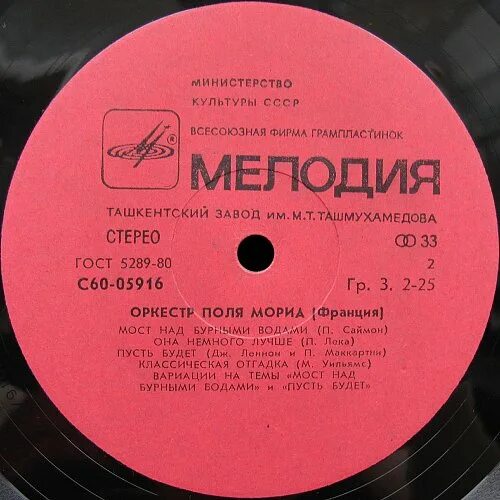 МИНИСТЕРСТВО
КУЛЬТУРЫ СССР
ВСЕСОЮЗНАЯ ФИРМА ГРАМПЛАСТИНОК
®
МЕЛОДИЯ
ТАШКЕНТСКИЙ ЗАВОД ИМ. М.Т. ТАШМУХАМЕДОВА
СТЕРЕО 33
ГОСТ 5289-80 2
С60-05916 Гр. 3. 2-25
ОРКЕСТР ПОЛЯ МОРИА (Франция)
МОСТ НАД БУРНЫМИ ВОДАМИ (П. Саймон)
ОНА НЕМНОГО ЛУЧШЕ (Л. Лека)
ПУСТЬ БУДЕТ (Дж. Леннон и П. Маккартни)
КЛАССИЧЕСКАЯ ОТГАДКА (М. Уильямс)
ВАРИАЦИИ НА ТЕМЫ «МОСТ НАД
БУРНЫМИ ВОДАМИ» и «ПУСТЬ БУДЕТ»